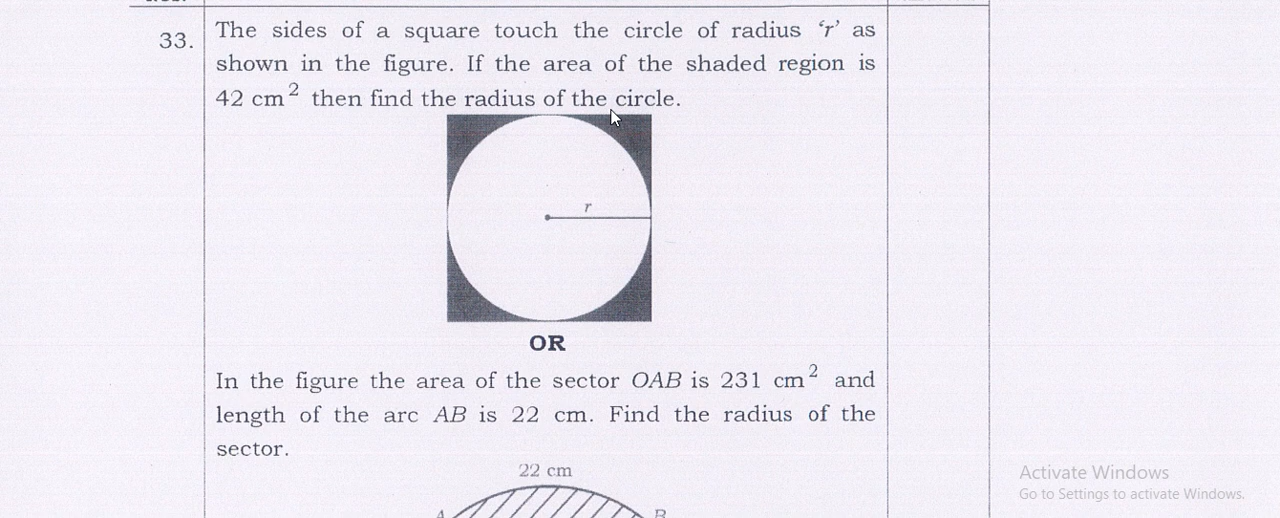 33. The sides of a square touch the circle of radius ‘r’ as
shown in the figure. If the area of the shaded region is
42 cm² then find the radius of the circle.
r
OR
In the figure the area of the sector OAB is 231 cm² and
length of the arc AB is 22 cm. Find the radius of the
sector.
22 cm
A B
Activate Windows
Go to Settings to activate Windows.